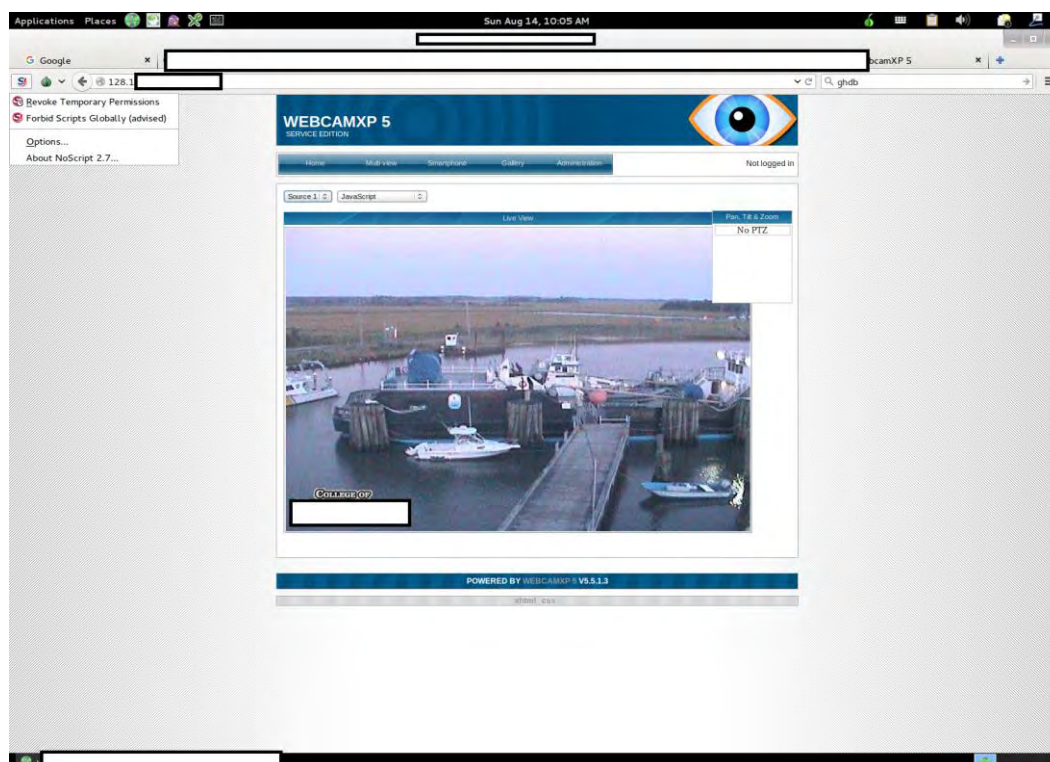 Applications Places Sun Aug 14, 10:05 AM
Google bcamXP 5
128.1 ghdb
Revoke Temporary Permissions
Forbid Scripts Globally (advised)
Options...
About NoScript 2.7...
WEBCAMXP 5
SERVICE EDITION
Home Multi view Smartphone Gallery Administration Not logged in
Source 1 JavaScript
Live View Pan, Tilt & Zoom
No PTZ
COLLEGE OF
POWERED BY WEBCAMXP 5 V5.5.1.3
xhtml css